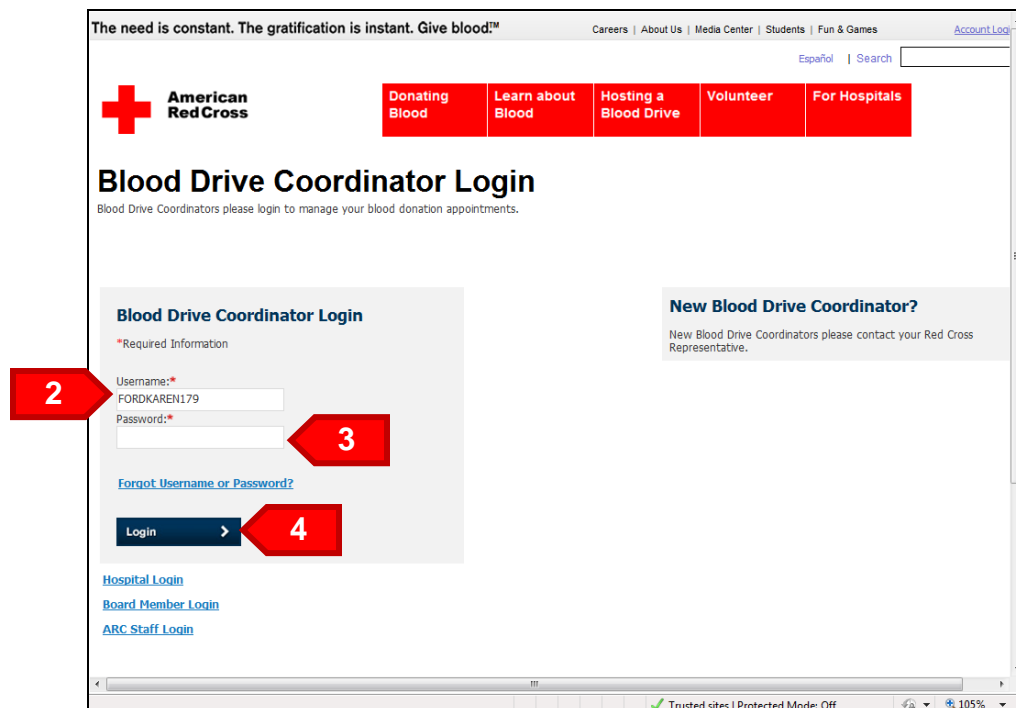 The need is constant. The gratification is instant. Give blood.™
Careers | About Us | Media Center | Students | Fun & Games
Account Logi
Español | Search
American
Red Cross
Donating
Blood
Learn about
Blood
Hosting a
Blood Drive
Volunteer
For Hospitals
Blood Drive Coordinator Login
Blood Drive Coordinators please login to manage your blood donation appointments.
Blood Drive Coordinator Login
*Required Information
Username:*
2
FORDKAREN179
Password:*
3
Forgot Username or Password?
Login
4
New Blood Drive Coordinator?
New Blood Drive Coordinators please contact your Red Cross
Representative.
Hospital Login
Board Member Login
ARC Staff Login
Trusted sites | Protected Mode: Off
105%